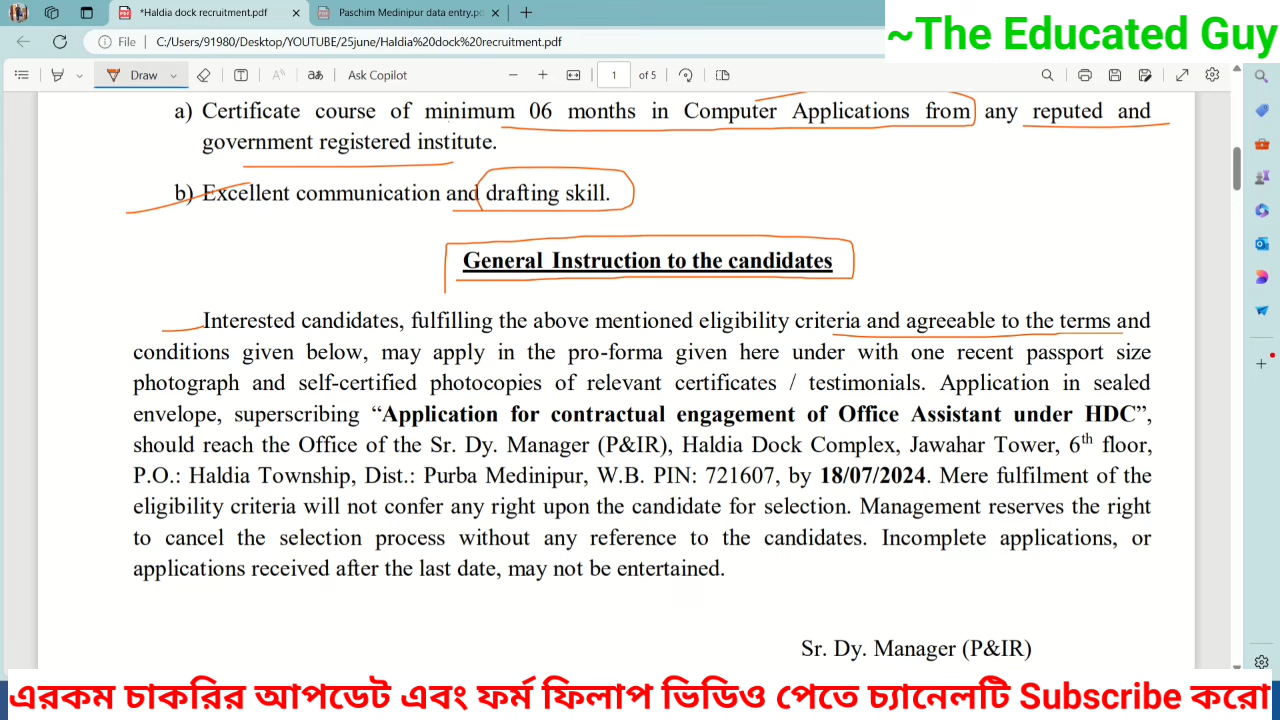 *Haldia dock recruitment.pdf
Paschim Medinipur data entry.pd
~The Educated Guy
File
C:/Users/91980/Desktop/YOUTUBE/25june/Haldia%20dock%20recruitment.pdf
Draw
Ask Copilot
1 of 5
a) Certificate course of minimum 06 months in Computer Applications from any reputed and
government registered institute.
b) Excellent communication and drafting skill.
General Instruction to the candidates
Interested candidates, fulfilling the above mentioned eligibility criteria and agreeable to the terms and
conditions given below, may apply in the pro-forma given here under with one recent passport size
photograph and self-certified photocopies of relevant certificates / testimonials. Application in sealed
envelope, superscribing “Application for contractual engagement of Office Assistant under HDC”,
should reach the Office of the Sr. Dy. Manager (P&IR), Haldia Dock Complex, Jawahar Tower, 6th floor,
P.O.: Haldia Township, Dist.: Purba Medinipur, W.B. PIN: 721607, by 18/07/2024. Mere fulfilment of the
eligibility criteria will not confer any right upon the candidate for selection. Management reserves the right
to cancel the selection process without any reference to the candidates. Incomplete applications, or
applications received after the last date, may not be entertained.
Sr. Dy. Manager (P&IR)
এরকম চাকরির আপডেট এবং ফর্ম ফিলাপ ভিডিও পেতে চ্যানেলটি Subscribe করো